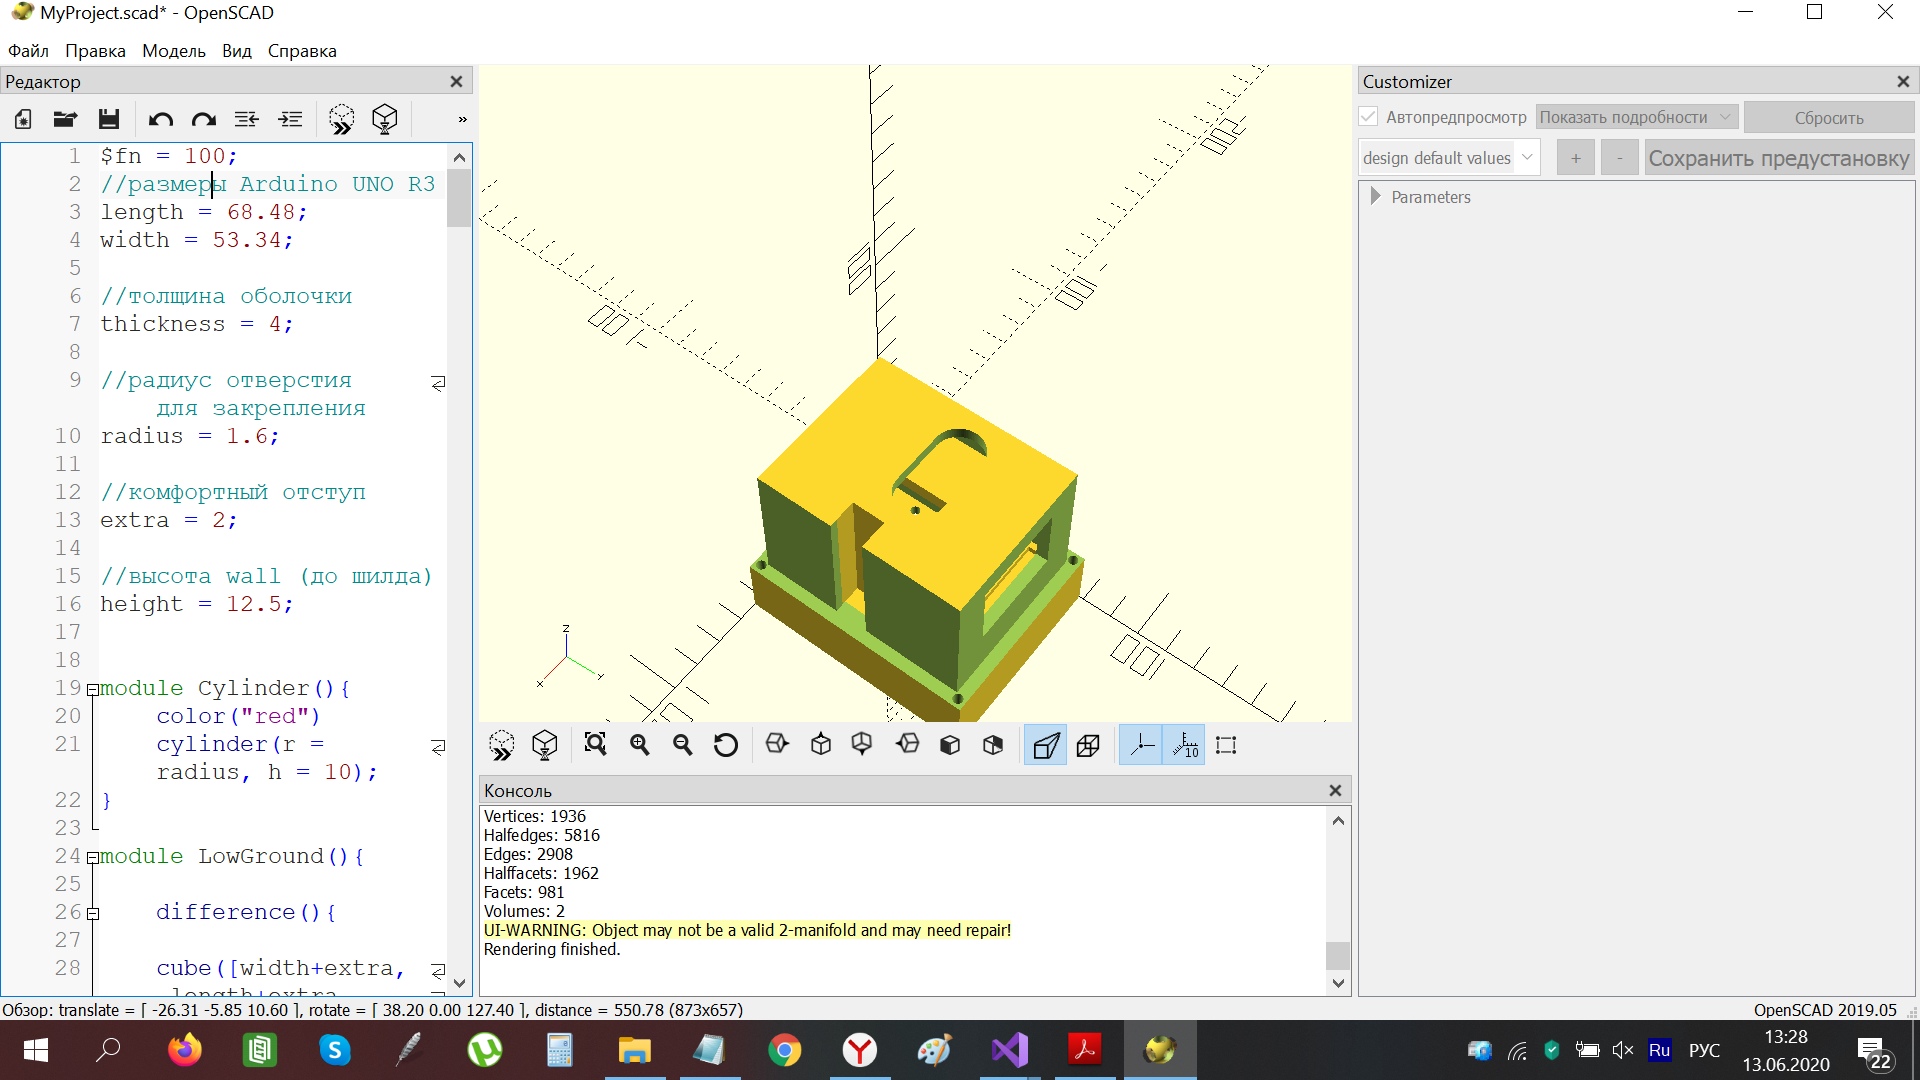 MyProject.scad* - OpenSCAD
Файл Правка Модель Вид Справка
Редактор
1 $fn = 100;
2 //размеры Arduino UNO R3
3 length = 68.48;
4 width = 53.34;
5
6 //толщина оболочки
7 thickness = 4;
8
9 //радиус отверстия
для закрепления
10 radius = 1.6;
11
12 //комфортный отступ
13 extra = 2;
14
15 //высота wall (до шилда)
16 height = 12.5;
17
18
19 module Cylinder(){
20 color("red")
21 cylinder(r =
radius, h = 10);
22 }
23
24 module LowGround(){
25
26 difference(){
27
28 cube([width+extra,
length+extra
z
x
y
10
Консоль
Vertices: 1936
Halfedges: 5816
Edges: 2908
Halffacets: 1962
Facets: 981
Volumes: 2
UI-WARNING: Object may not be a valid 2-manifold and may need repair!
Rendering finished.
Customizer
Автопредпросмотр Показать подробности Сбросить
design default values + - Сохранить предустановку
Parameters
Обзор: translate = [ -26.31 -5.85 10.60 ], rotate = [ 38.20 0.00 127.40 ], distance = 550.78 (873x657)
OpenSCAD 2019.05
Ru РУС
13:28
13.06.2020
22